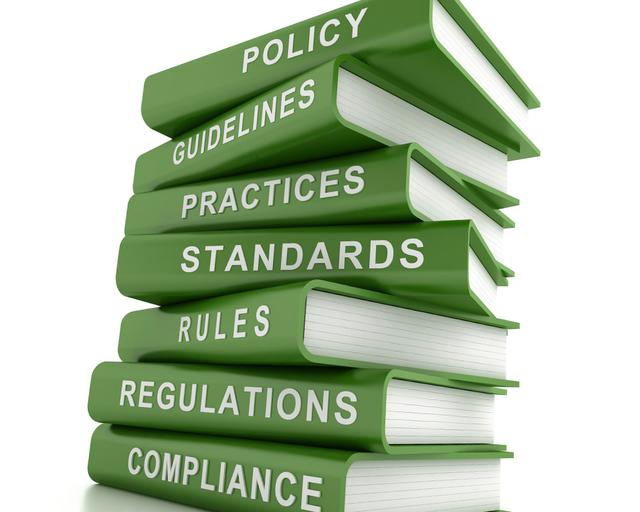 POLICY
GUIDELINES
PRACTICES
STANDARDS
RULES
REGULATIONS
COMPLIANCE